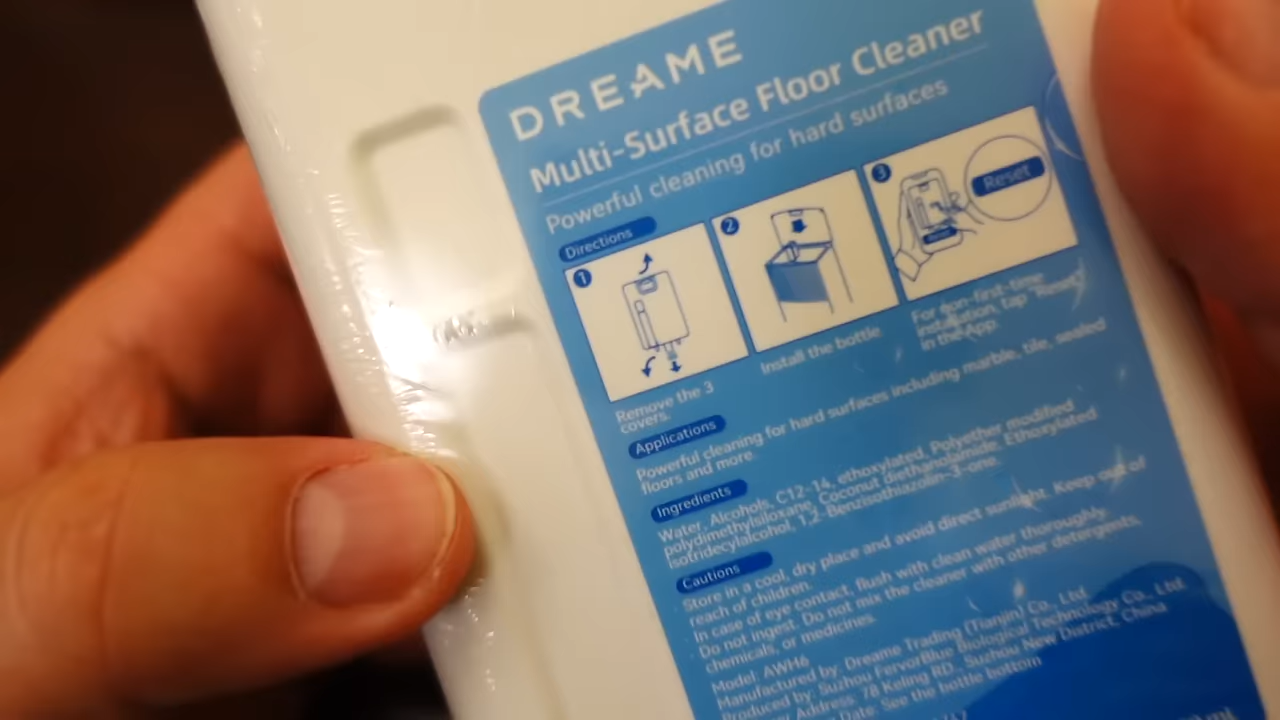 DREAME
Multi-Surface Floor Cleaner
Powerful cleaning for hard surfaces
Directions
1
2
3
Reset
Remove the 3
covers.
Install the bottle
For non-first-time
installation, tap "Reset"
in the App.
Applications
Powerful cleaning for hard surfaces including marble, tile, sealed
floors and more.
Ingredients
Water, Alcohols, C12-14, ethoxylated, Polyether modified
polydimethylsiloxane, Coconut diethanolamide, Ethoxylated
isotridecylalcohol, 1,2-Benzisothiazolin-3-one.
Cautions
Store in a cool, dry place and avoid direct sunlight. Keep out of
reach of children.
In case of eye contact, flush with clean water thoroughly.
Do not ingest. Do not mix the cleaner with other detergents,
chemicals, or medicines.
Model: AWH6
Manufactured by: Dreame Trading (Tianjin) Co., Ltd.
Produced by: Suzhou FervorBlue Biological Technology Co., Ltd.
Address: 78 Keling RD., Suzhou New District, China
Date: See the bottle bottom